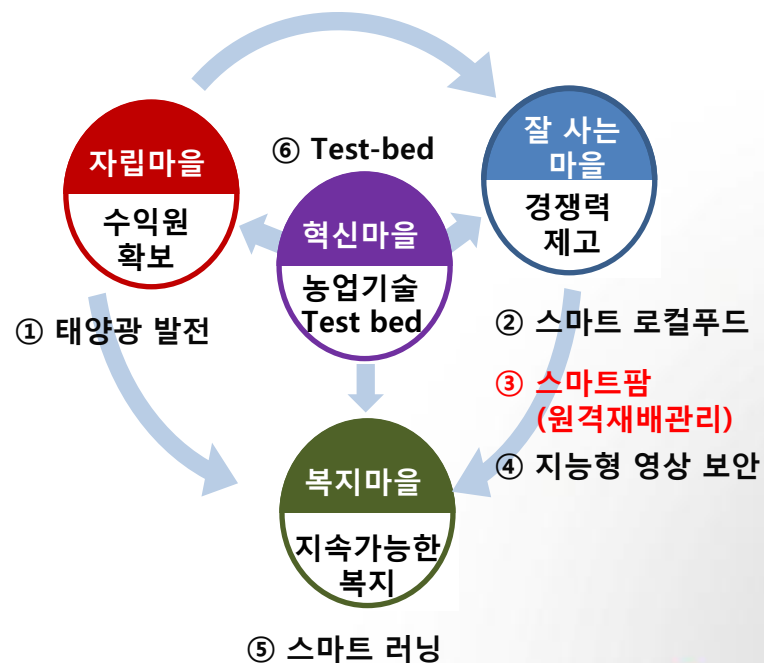 자립마을
수익원
확보
① 태양광 발전
⑥ Test-bed
혁신마을
농업기술
Test bed
잘 사는
마을
경쟁력
제고
② 스마트 로컬푸드
③ 스마트팜
(원격재배관리)
④ 지능형 영상 보안
복지마을
지속가능한
복지
⑤ 스마트 러닝